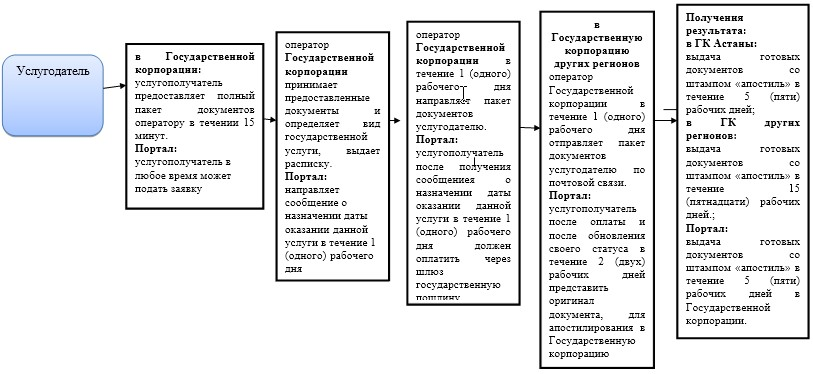 Услугодатель
в Государственной
корпорации:
услугополучатель
предоставляет полный
пакет документов
оператору в течении 15
минут.
Портал:
услугополучатель в
любое время может
подать заявку
оператор
Государственной
корпорации
принимает
предоставленные
документы и
определяет вид
государственной
услуги, выдает
расписку.
Портал:
направляет
сообщение о
назначении даты
оказании данной
услуги в течение 1
(одного) рабочего
дня
оператор
Государственной
корпорации в
течение 1 (одного)
рабочего дня
направляет пакет
документов
услугодателю.
Портал:
услугополучатель
после получения
сообщениея о
назначении даты
оказании данной
услуги в течение 1
(одного) рабочего
дня должен
оплатить через
шлюз
государственную
пошлину
в
Государственную
корпорацию
других регионов
оператор
Государственной
корпорации в
течение 1 (одного)
рабочего дня
отправляет пакет
документов
услугодателю по
почтовой связи.
Портал:
услугополучатель
после оплаты и
после обновления
своего статуса в
течение 2 (двух)
рабочих дней
представить
оригинал
документа, для
апостилирования в
Государственную
корпорацию
Получения
результата:
в ГК Астаны:
выдача готовых
документов со
штампом «апостиль» в
течение 5 (пяти)
рабочих дней;
в ГК других
регионов:
выдача готовых
документов со
штампом «апостиль» в
течение 15
(пятнадцати) рабочих
дней.;
Портал:
выдача готовых
документов со
штампом «апостиль» в
течение 5 (пяти)
рабочих дней в
Государственной
корпорации.